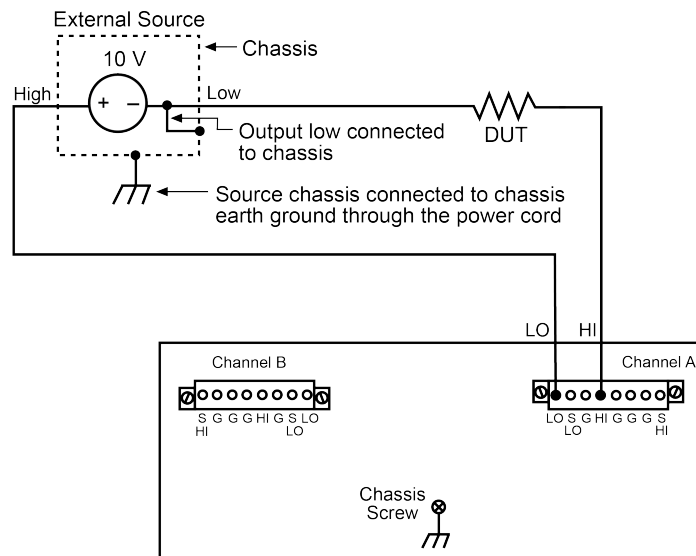 External Source
Chassis
10 V
High
+ −
Low
Output low connected
to chassis
DUT
Source chassis connected to chassis
earth ground through the power cord
LO HI
Channel B
Channel A
S G G G HI G S LO
HI LO
LO S G HI G G G S
LO HI
Chassis
Screw